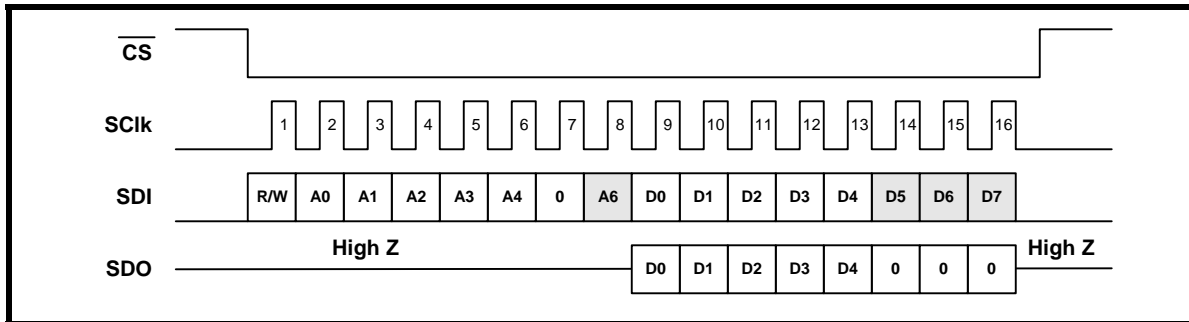 CS
SClk 1 2 3 4 5 6 7 8 9 10 11 12 13 14 15 16
SDI R/W A0 A1 A2 A3 A4 0 A6 D0 D1 D2 D3 D4 D5 D6 D7
High Z High Z
SDO D0 D1 D2 D3 D4 0 0 0